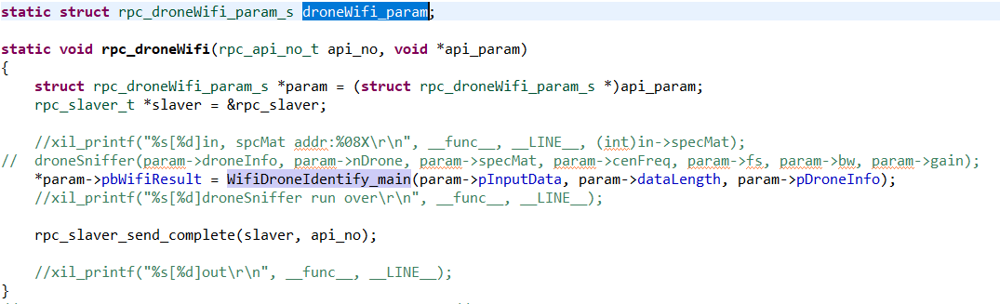 static struct rpc_droneWifi_param_s droneWifi_param;
static void rpc_droneWifi(rpc_api_no_t api_no, void *api_param)
{
    struct rpc_droneWifi_param_s *param = (struct rpc_droneWifi_param_s *)api_param;
    rpc_slaver_t *slaver = &rpc_slaver;
    //xil_printf("%s[%d]in, spcMat addr:%08X\r\n", __func__, __LINE__, (int)in->specMat);
//  droneSniffer(param->droneInfo, param->nDrone, param->specMat, param->cenFreq, param->fs, param->bw, param->gain);
    *param->pbWifiResult = WifiDroneIdentify_main(param->pInputData, param->dataLength, param->pDroneInfo);
    //xil_printf("%s[%d]droneSniffer run over\r\n", __func__, __LINE__);
    rpc_slaver_send_complete(slaver, api_no);
    //xil_printf("%s[%d]out\r\n", __func__, __LINE__);
}